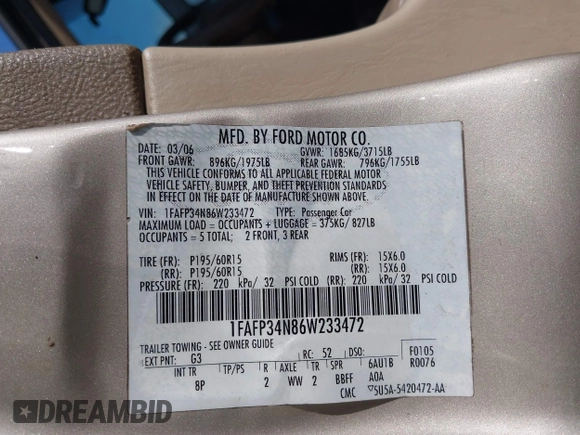 MFD. BY FORD MOTOR CO.
DATE: 03/06 GVWR: 1685KG/3715LB
FRONT GAWR: 896KG/1975LB REAR GAWR: 796KG/1755LB
THIS VEHICLE CONFORMS TO ALL APPLICABLE FEDERAL MOTOR
VEHICLE SAFETY, BUMPER, AND THEFT PREVENTION STANDARDS
IN EFFECT ON THE DATE OF MANUFACTURE SHOWN ABOVE.
VIN: 1FAFP34N86W233472 TYPE: Passenger Car
MAXIMUM LOAD = OCCUPANTS + LUGGAGE = 375KG/ 827LB
OCCUPANTS = 5 TOTAL; 2 FRONT, 3 REAR
TIRE (FR): P195/60R15 RIMS (FR): 15X6.0
(RR): P195/60R15 (RR): 15X6.0
PRESSURE (FR): 220 kPa/ 32 PSI COLD (RR): 220 kPa/ 32 PSI COLD
1FAFP34N86W233472
TRAILER TOWING - SEE OWNER GUIDE
EXT PNT: G3 RC: 52 DSO: F0105
INT TR TP/PS R AXLE TR SPR 6AU1B R0076
8P 2 WW 2 BBFF AOA
CMC 5U5A-5420472-AA
DREAMBID